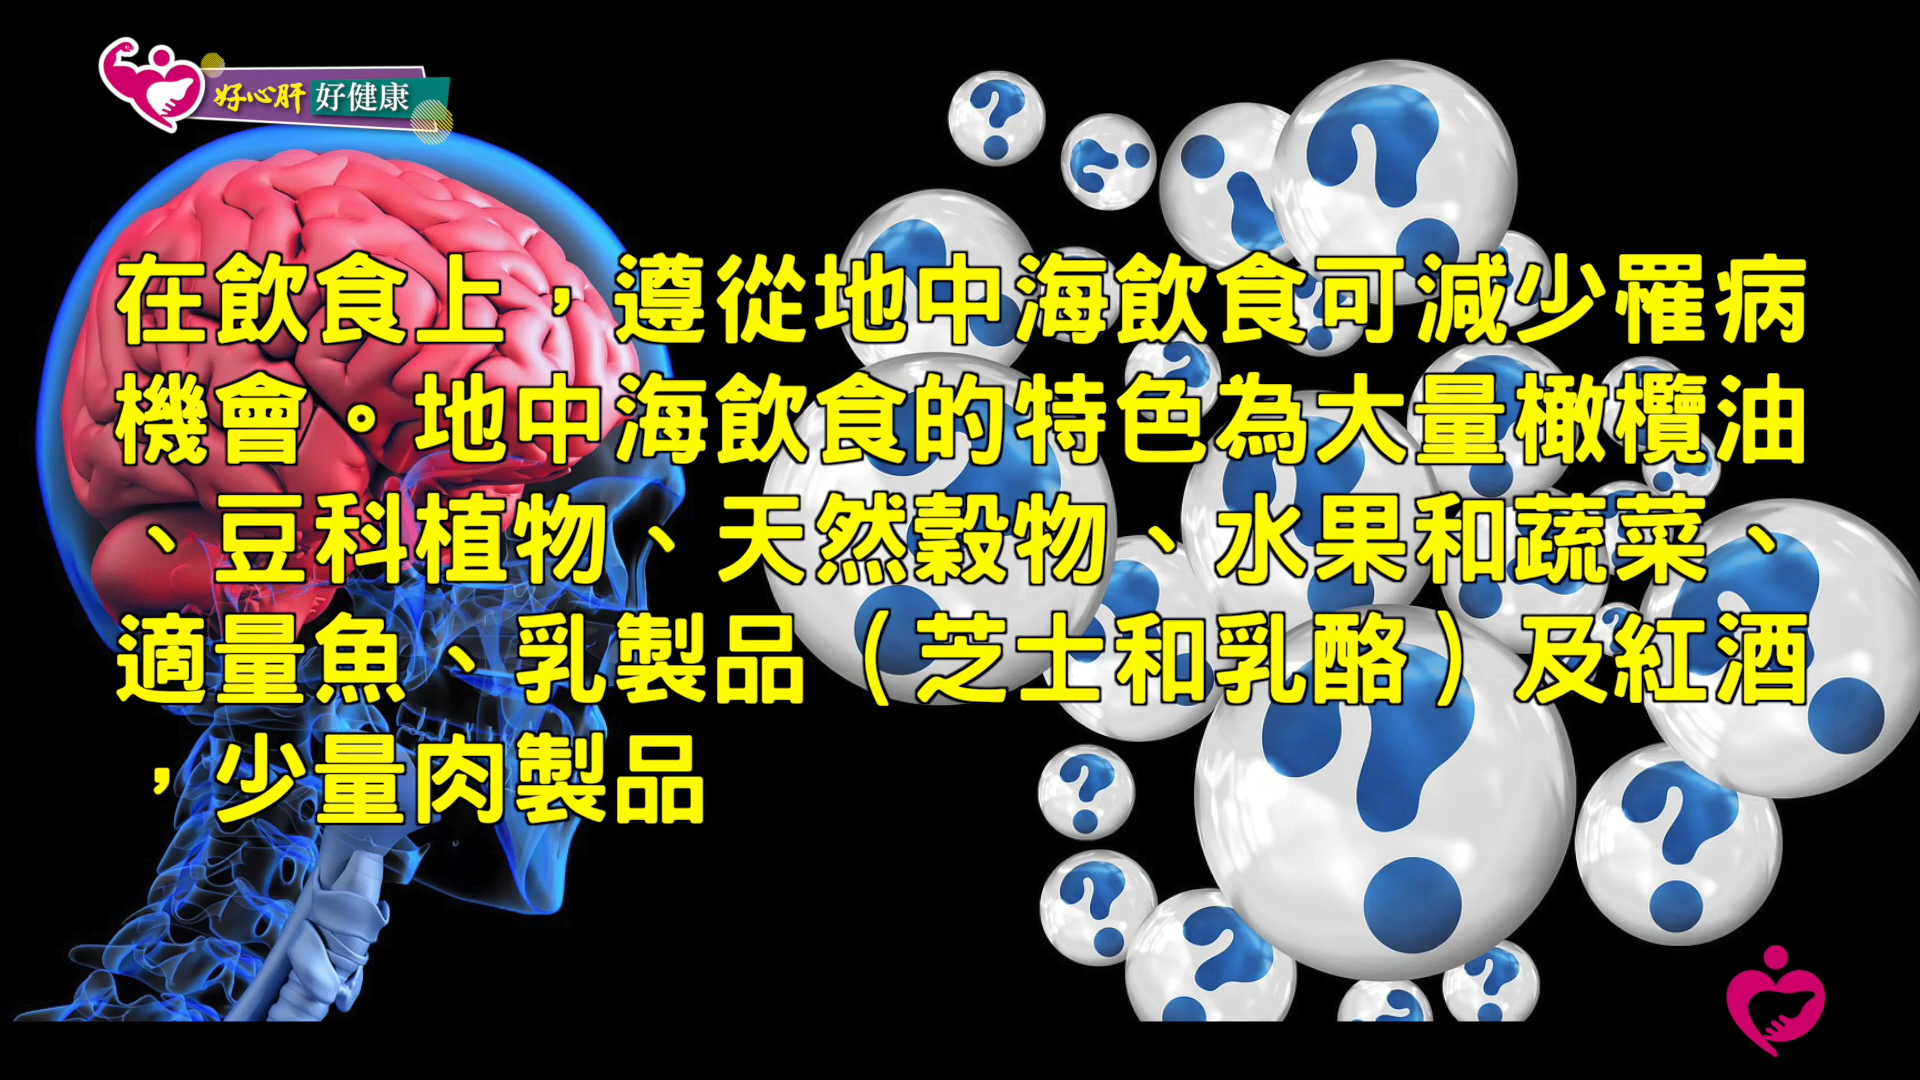 好心肝 好健康
在飲食上，遵從地中海飲食可減少罹病
機會。地中海飲食的特色為大量橄欖油
、豆科植物、天然穀物、水果和蔬菜、
適量魚、乳製品（芝士和乳酪）及紅酒
，少量肉製品